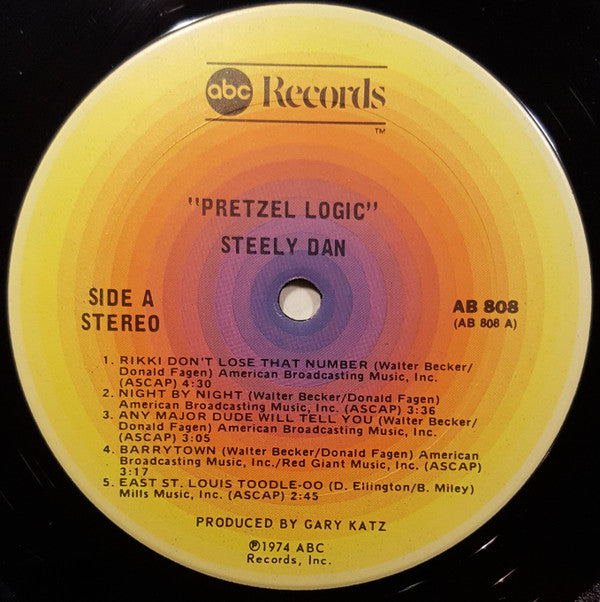 abc Records
TM
"PRETZEL LOGIC"
STEELY DAN
SIDE A
STEREO
AB 808
(AB 808 A)
1. RIKKI DON'T LOSE THAT NUMBER (Walter Becker/
Donald Fagen) American Broadcasting Music, Inc.
(ASCAP) 4:30
2. NIGHT BY NIGHT (Walter Becker/Donald Fagen)
American Broadcasting Music, Inc. (ASCAP) 3:36
3. ANY MAJOR DUDE WILL TELL YOU (Walter Becker/
Donald Fagen) American Broadcasting Music, Inc.
(ASCAP) 3:05
4. BARRYTOWN (Walter Becker/Donald Fagen) American
Broadcasting Music, Inc./Red Giant Music, Inc. (ASCAP)
3:17
5. EAST ST. LOUIS TOODLE-OO (D. Ellington/B. Miley)
Mills Music, Inc. (ASCAP) 2:45
PRODUCED BY GARY KATZ
℗1974 ABC
Records, Inc.